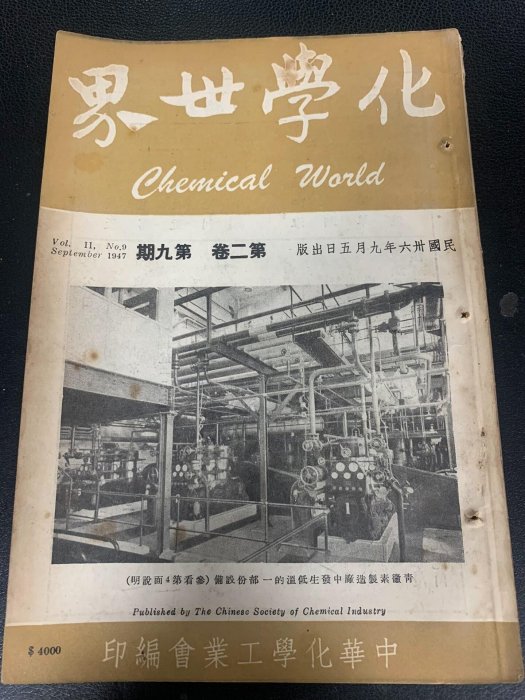 化學世界
Chemical World
民國卅六年九月五日出版
第二卷 第九期
Vol. II, No.9
September 1947
青黴素製造廠中發生低溫的一部份設備(參看第4面說明)
Published by The Chinese Society of Chemical Industry
中華化學工業會編印
$ 4000